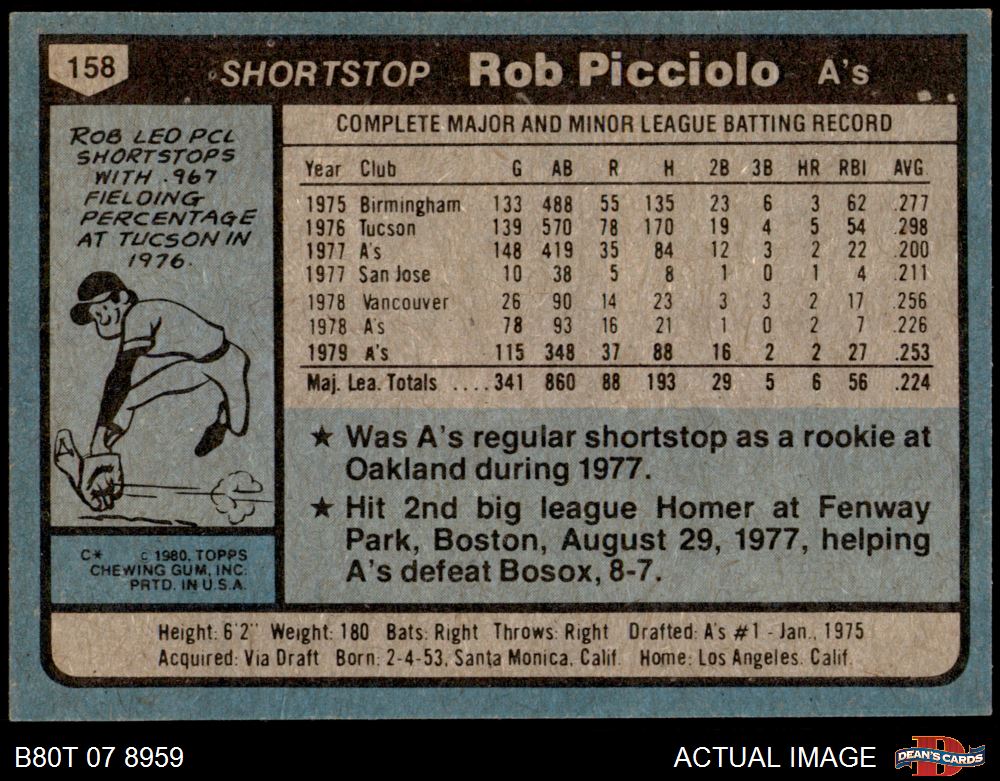 158 SHORTSTOP Rob Picciolo A's
ROB LED PCL
SHORTSTOPS
WITH .967
FIELDING
PERCENTAGE
AT TUCSON IN
1976.
A
C* © 1980. TOPPS
CHEWING GUM, INC.
PRTD. IN U.S.A.
COMPLETE MAJOR AND MINOR LEAGUE BATTING RECORD
Year Club G AB R H 2B 3B HR RBI AVG.
1975 Birmingham 133 488 55 135 23 6 3 62 .277
1976 Tucson 139 570 78 170 19 4 5 54 .298
1977 A's 148 419 35 84 12 3 2 22 .200
1977 San Jose 10 38 5 8 1 0 1 4 .211
1978 Vancouver 26 90 14 23 3 3 2 17 .256
1978 A's 78 93 16 21 1 0 2 7 .226
1979 A's 115 348 37 88 16 2 2 27 .253
Maj. Lea. Totals ....341 860 88 193 29 5 6 56 .224
★ Was A's regular shortstop as a rookie at
Oakland during 1977.
★ Hit 2nd big league Homer at Fenway
Park, Boston, August 29, 1977, helping
A's defeat Bosox, 8-7.
Height: 6'2" Weight: 180 Bats: Right Throws: Right Drafted: A's #1 - Jan., 1975
Acquired: Via Draft Born: 2-4-53, Santa Monica, Calif. Home: Los Angeles, Calif.
B80T 07 8959 ACTUAL IMAGE D DEAN'S CARDS